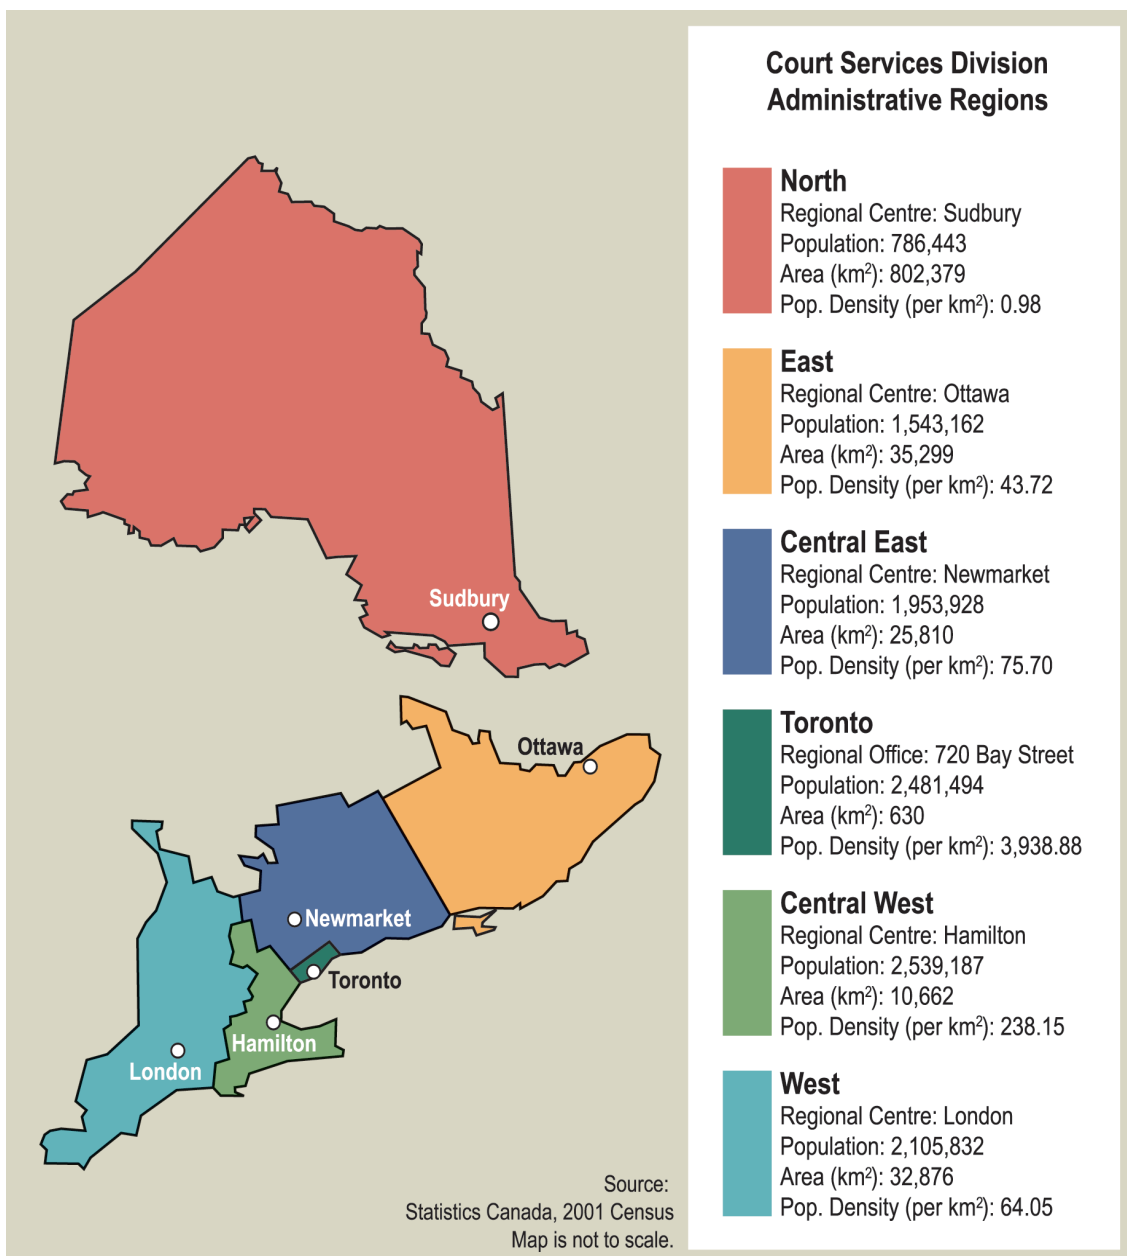 Court Services Division
Administrative Regions
North
Regional Centre: Sudbury
Population: 786,443
Area (km²): 802,379
Pop. Density (per km²): 0.98
East
Regional Centre: Ottawa
Population: 1,543,162
Area (km²): 35,299
Pop. Density (per km²): 43.72
Central East
Regional Centre: Newmarket
Population: 1,953,928
Area (km²): 25,810
Pop. Density (per km²): 75.70
Toronto
Regional Office: 720 Bay Street
Population: 2,481,494
Area (km²): 630
Pop. Density (per km²): 3,938.88
Central West
Regional Centre: Hamilton
Population: 2,539,187
Area (km²): 10,662
Pop. Density (per km²): 238.15
West
Regional Centre: London
Population: 2,105,832
Area (km²): 32,876
Pop. Density (per km²): 64.05
Sudbury
Ottawa
Newmarket
Toronto
Hamilton
London
Source:
Statistics Canada, 2001 Census
Map is not to scale.